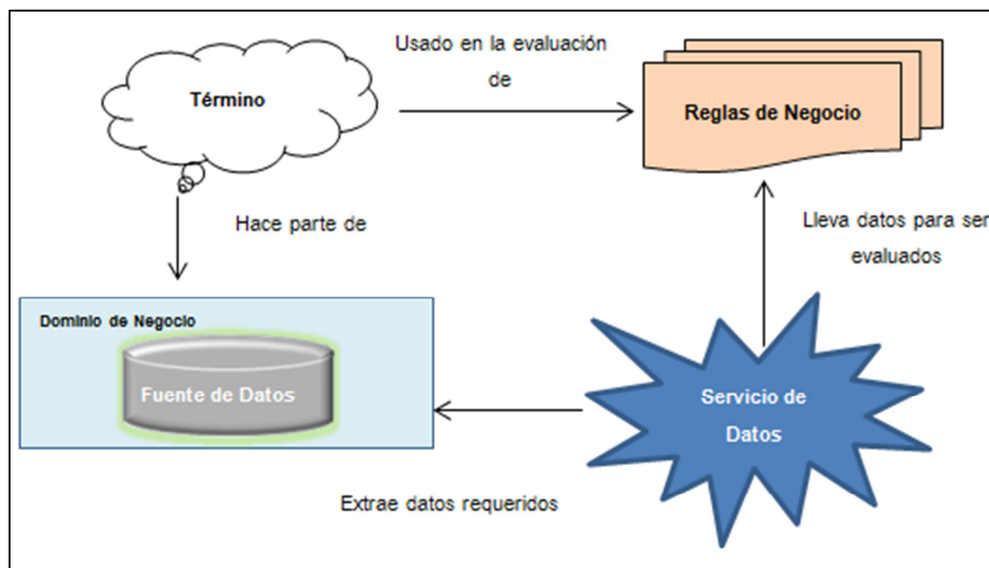 Usado en la evaluación
de
Término
Reglas de Negocio
Hace parte de
Lleva datos para ser
evaluados
Dominio de Negocio
Fuente de Datos
Servicio de
Datos
Extrae datos requeridos